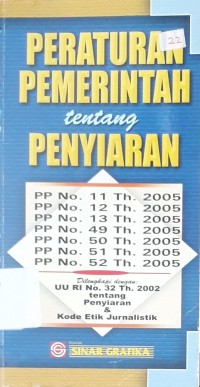 22
PERATURAN
PEMERINTAH
tentang
PENYIARAN
PP No. 11 Th. 2005
PP No. 12 Th. 2005
PP No. 13 Th. 2005
PP No. 49 Th. 2005
PP No. 50 Th. 2005
PP No. 51 Th. 2005
PP No. 52 Th. 2005
Dilengkapi dengan:
UU RI No. 32 Th. 2002
tentang
Penyiaran
&
Kode Etik Jurnalistik
SINAR GRAFIKA